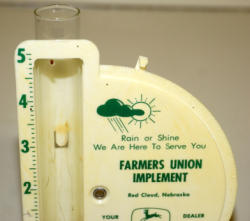 5
4
3
2
Rain or Shine
We Are Here To Serve You
FARMERS UNION
IMPLEMENT
Red Cloud, Nebraska
YOUR DEALER